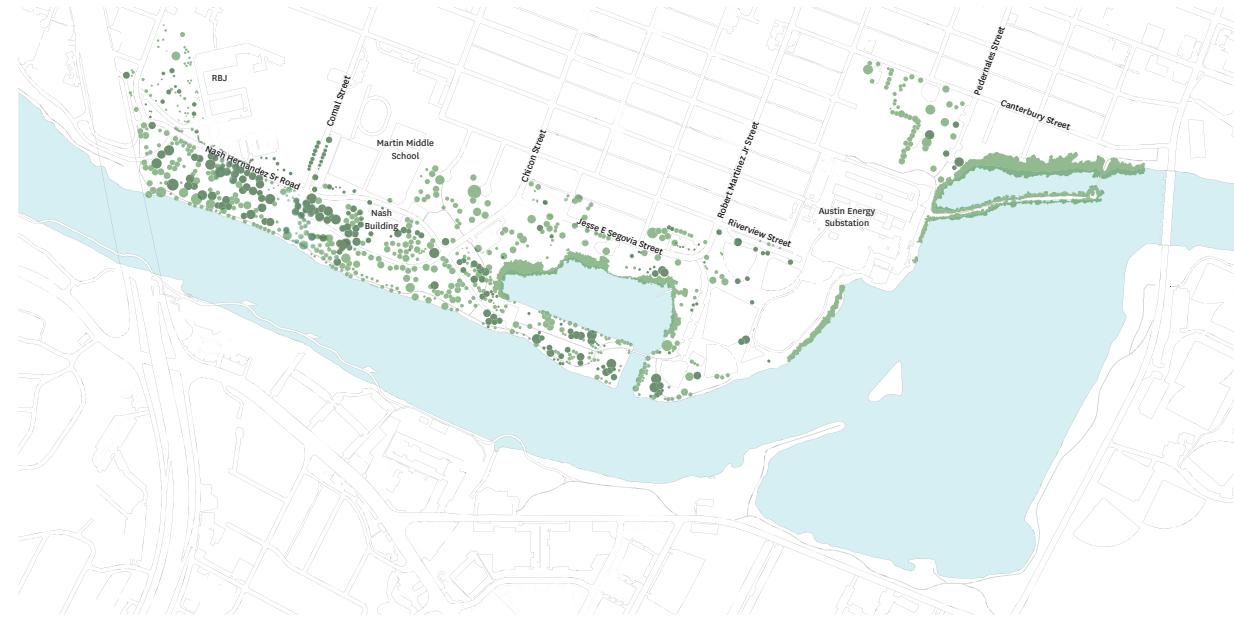 RBJ
Comal Street
Nash Hernandez Sr Road
Martin Middle
School
Nash
Building
Chicon Street
Jesse E Segovia Street
Robert Martinez Jr Street
Riverview Street
Austin Energy
Substation
Pedernales Street
Canterbury Street